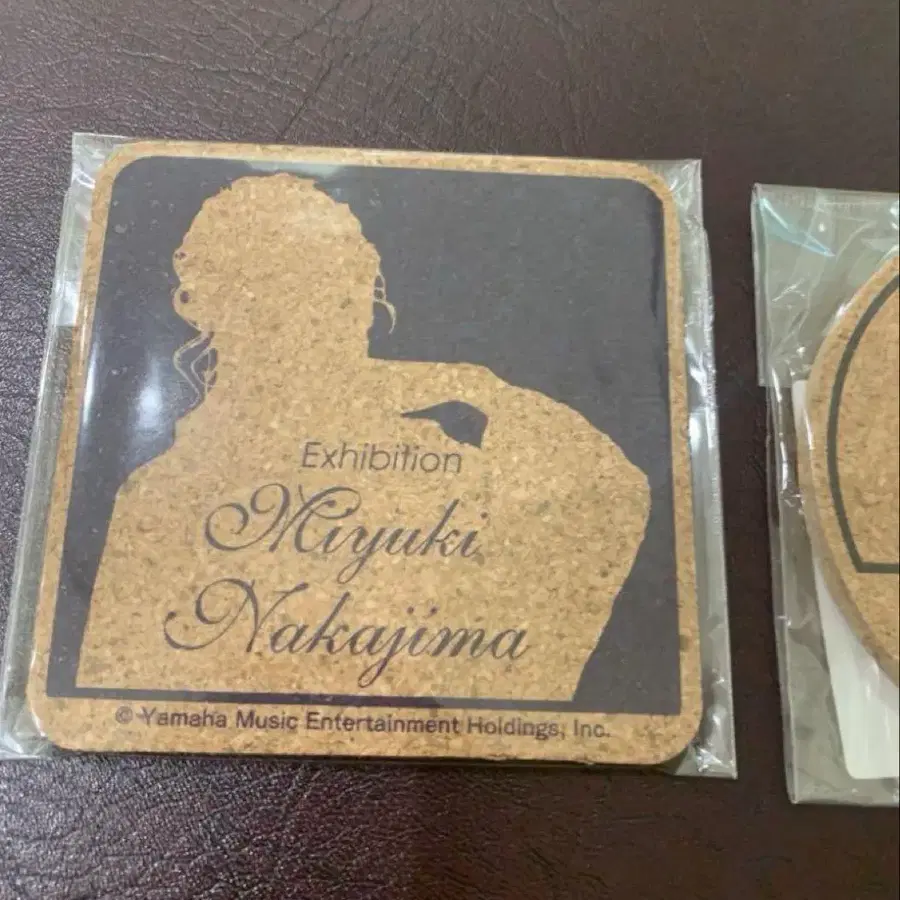 Exhibition
Miyuki
Nakajima
© Yamaha Music Entertainment Holdings, Inc.